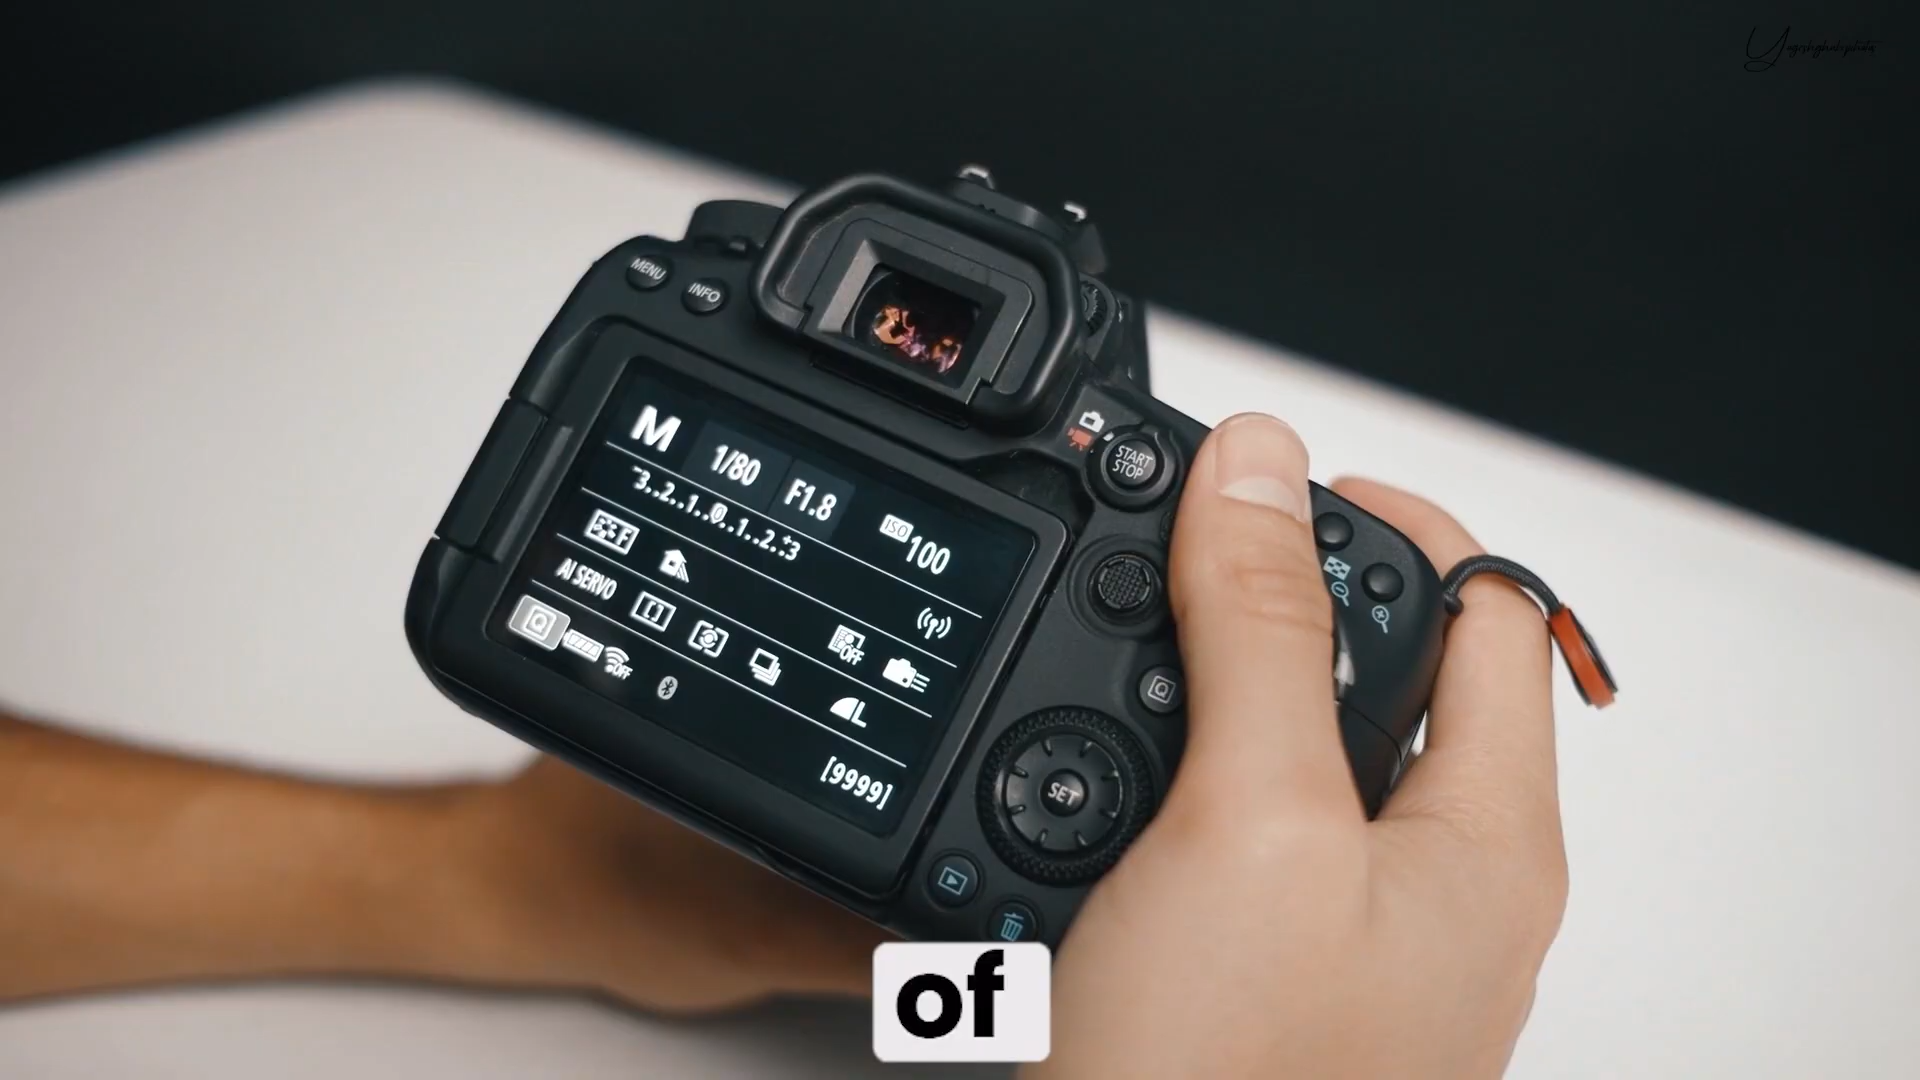 MENU
INFO
START
STOP
M
1/80
F1.8
ISO
100
-3..2..1..0..1..2..+3
F
AI SERVO
OFF
Q
OFF
L
[9999]
Q
SET
of